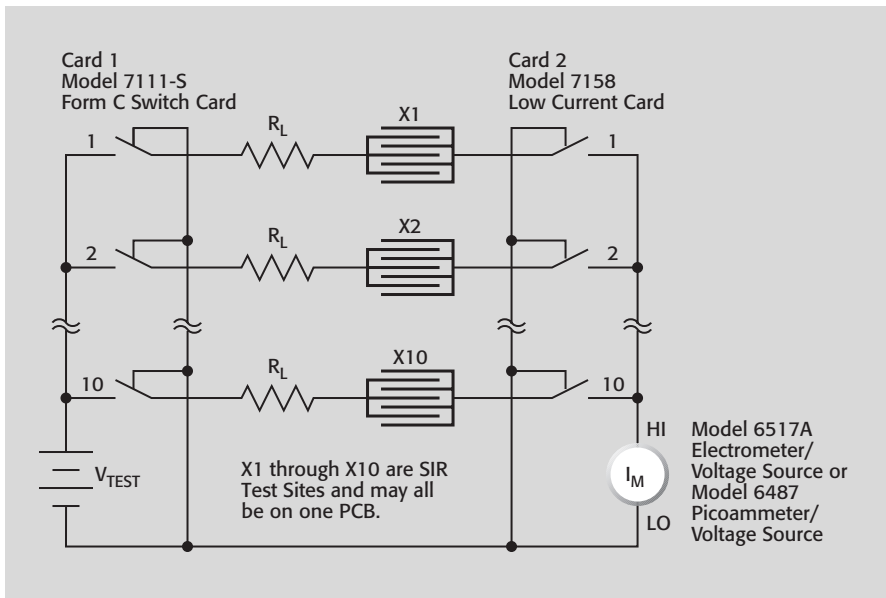 Card 1
Model 7111-S
Form C Switch Card
Card 2
Model 7158
Low Current Card
1
RL
X1
1
2
RL
X2
2
10
RL
X10
10
VTEST
X1 through X10 are SIR
Test Sites and may all
be on one PCB.
HI
IM
LO
Model 6517A
Electrometer/
Voltage Source or
Model 6487
Picoammeter/
Voltage Source